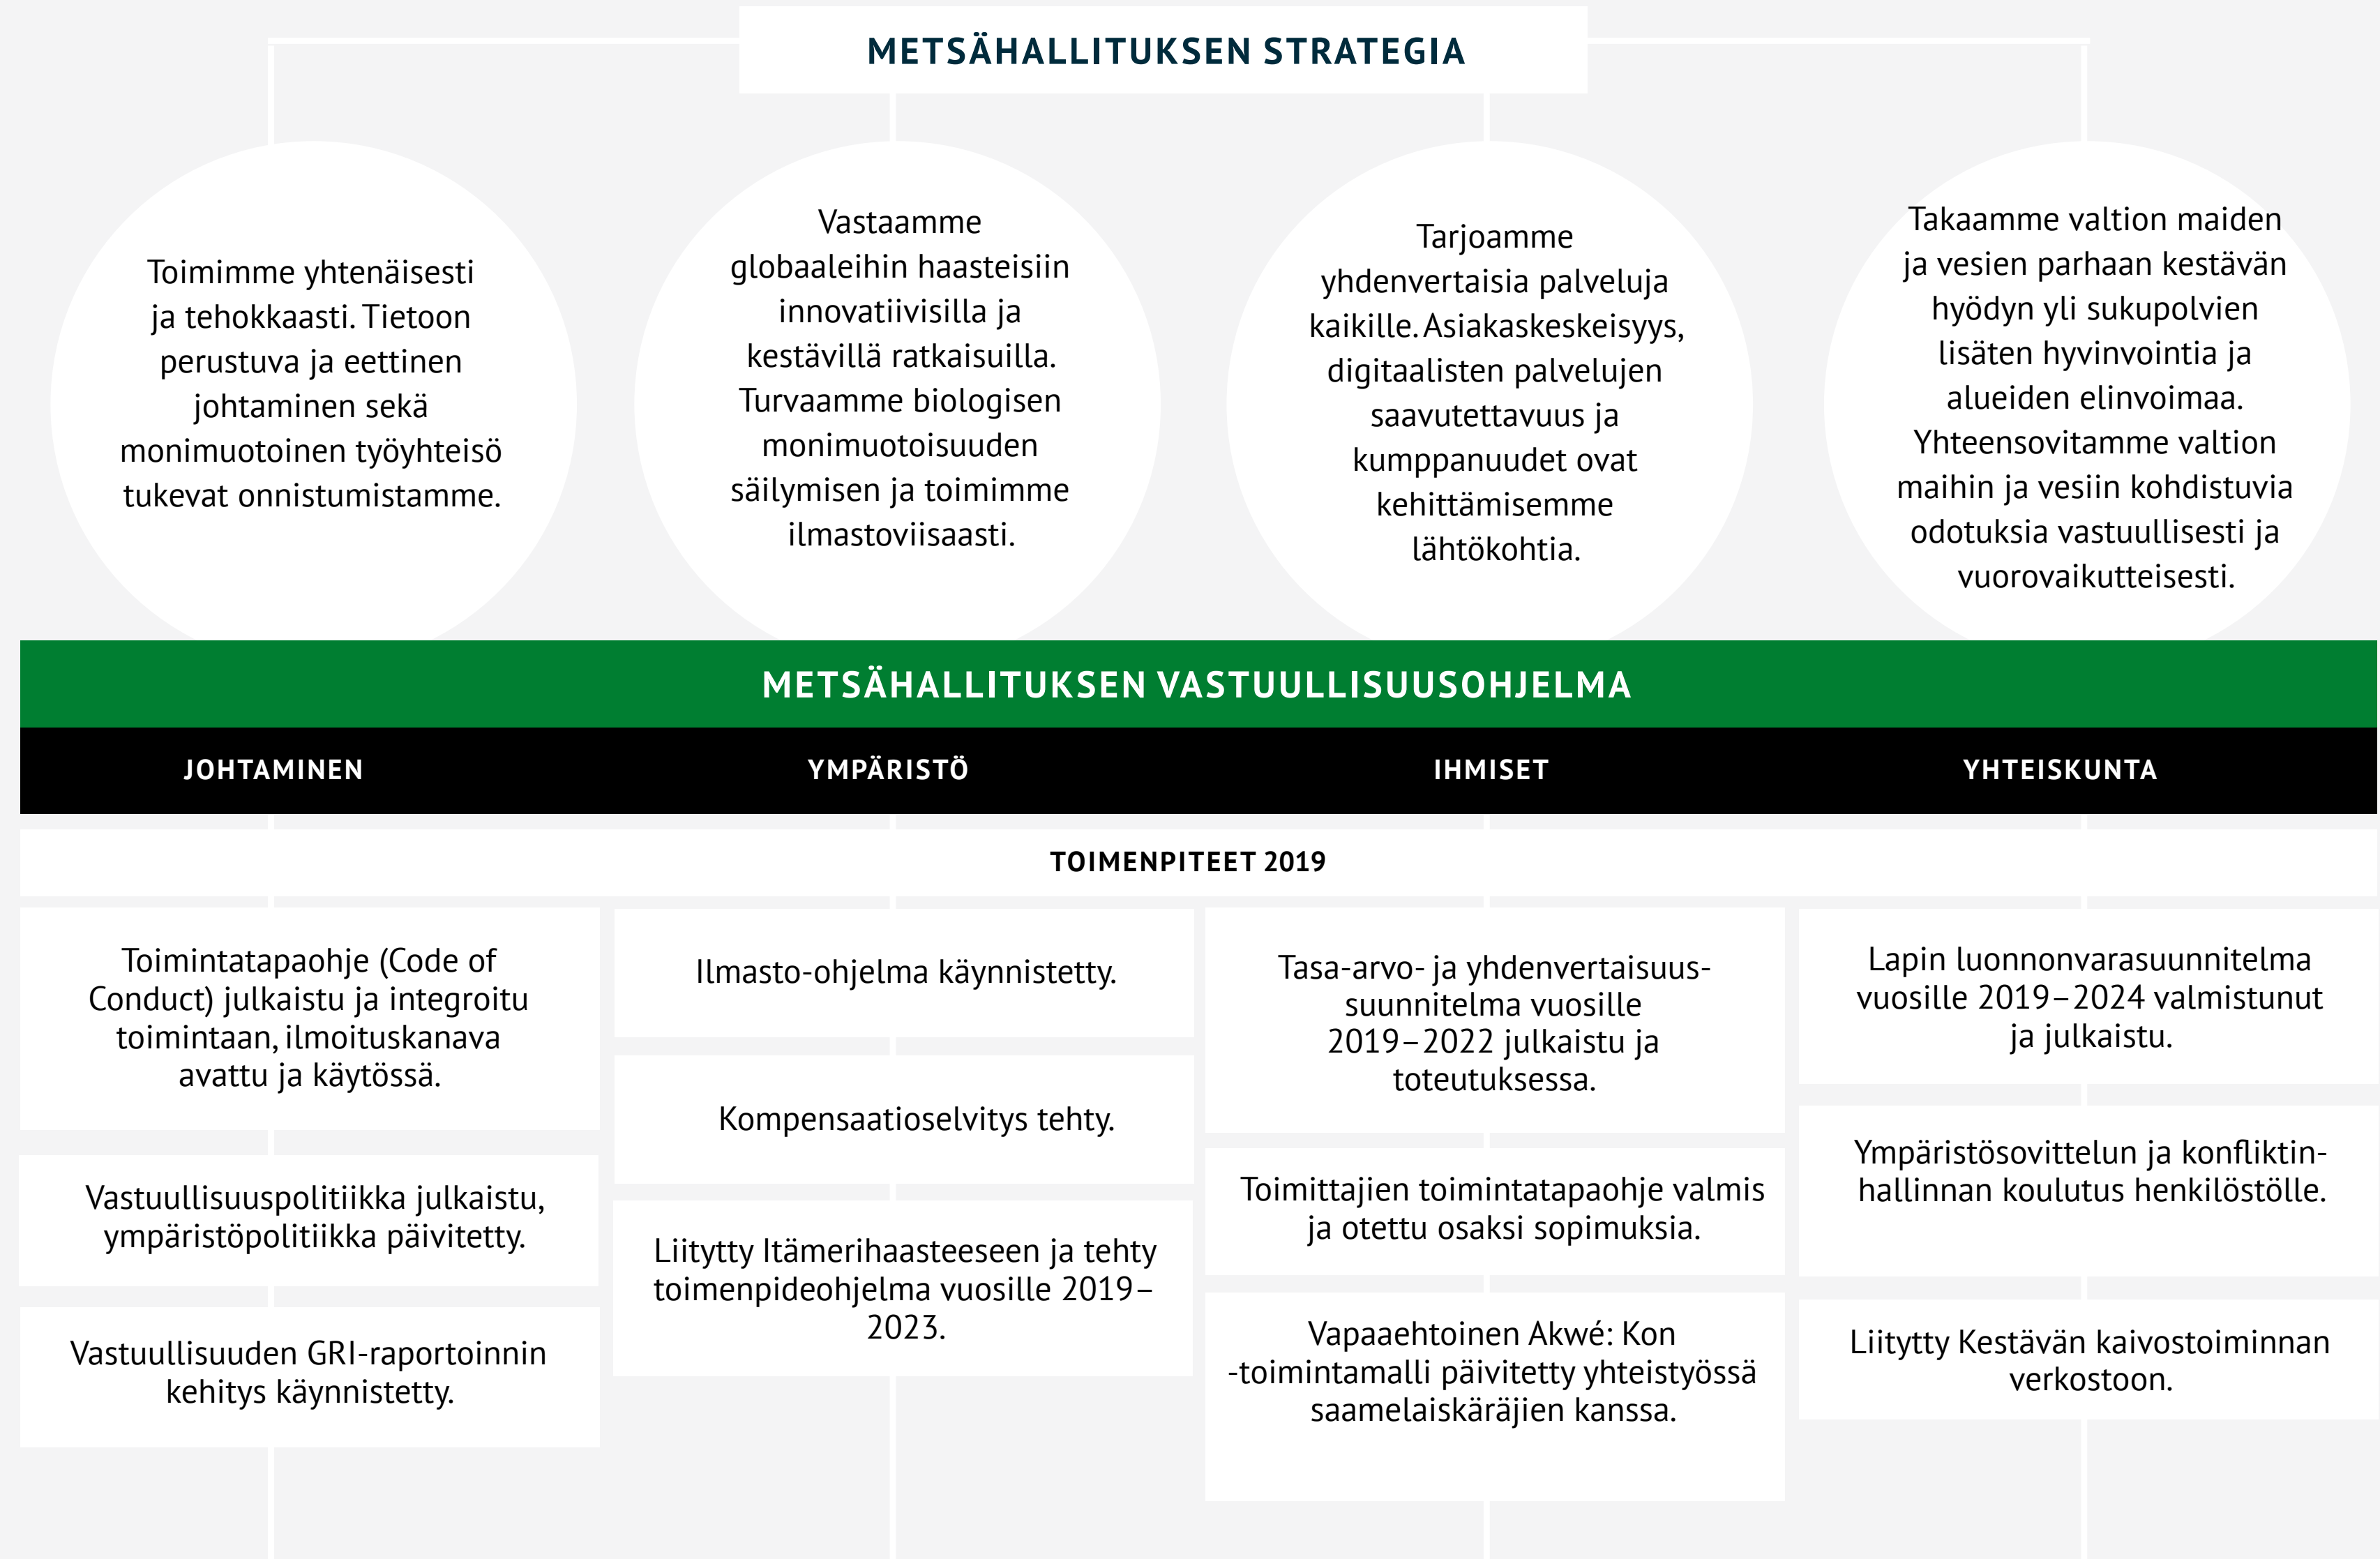 METSÄHALLITUKSEN STRATEGIA
Toimimme yhtenäisesti
ja tehokkaasti. Tietoon
perustuva ja eettinen
johtaminen sekä
monimuotoinen työyhteisö
tukevat onnistumistamme.
Vastaamme
globaaleihin haasteisiin
innovatiivisilla ja
kestävillä ratkaisuilla.
Turvaamme biologisen
monimuotoisuuden
säilymisen ja toimimme
ilmastoviisaasti.
Tarjoamme
yhdenvertaisia palveluja
kaikille. Asiakaskeskeisyys,
digitaalisten palvelujen
saavutettavuus ja
kumppanuudet ovat
kehittämisemme
lähtökohtia.
Takaamme valtion maiden
ja vesien parhaan kestävän
hyödyn yli sukupolvien
lisäten hyvinvointia ja
alueiden elinvoimaa.
Yhteensovitamme valtion
maihin ja vesiin kohdistuvia
odotuksia vastuullisesti ja
vuorovaikutteisesti.
METSÄHALLITUKSEN VASTUULLISUUSOHJELMA
JOHTAMINEN
YMPÄRISTÖ
IHMISET
YHTEISKUNTA
TOIMENPITEET 2019
Toimintatapaohje (Code of
Conduct) julkaistu ja integroitu
toimintaan, ilmoituskanava
avattu ja käytössä.
Vastuullisuuspolitiikka julkaistu,
ympäristöpolitiikka päivitetty.
Vastuullisuuden GRI-raportoinnin
kehitys käynnistetty.
Ilmasto-ohjelma käynnistetty.
Kompensaatioselvitys tehty.
Liitytty Itämerihaasteeseen ja tehty
toimenpideohjelma vuosille 2019–
2023.
Tasa-arvo- ja yhdenvertaisuus-
suunnitelma vuosille
2019–2022 julkaistu ja
toteutuksessa.
Toimittajien toimintatapaohje valmis
ja otettu osaksi sopimuksia.
Vapaaehtoinen Akwé: Kon
-toimintamalli päivitetty yhteistyössä
saamelaiskäräjien kanssa.
Lapin luonnonvarasuunnitelma
vuosille 2019–2024 valmistunut
ja julkaistu.
Ympäristösovittelun ja konfliktin-
hallinnan koulutus henkilöstölle.
Liitytty Kestävän kaivostoiminnan
verkostoon.